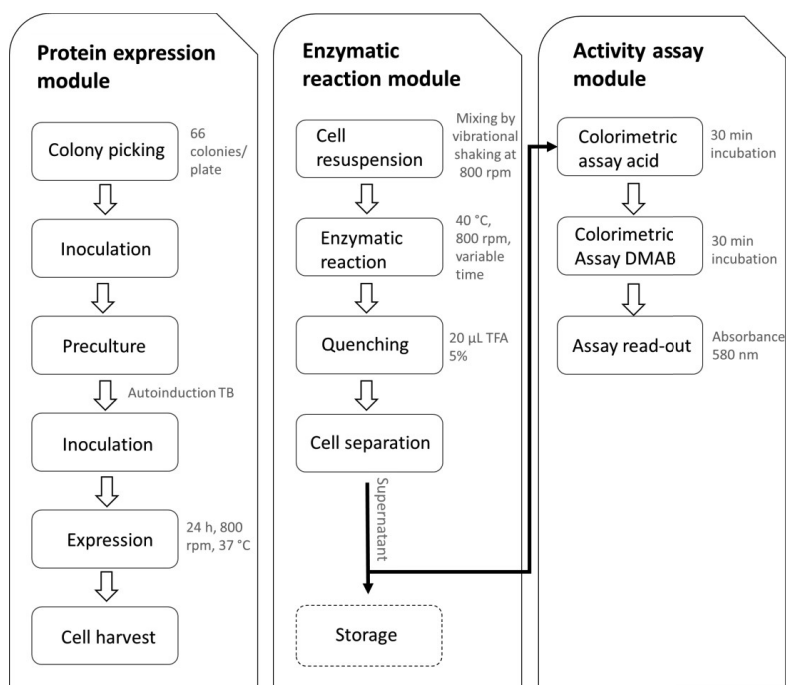 Protein expression
module
Colony picking
66
colonies/
plate
Inoculation
Preculture
Autoinduction TB
Inoculation
Expression
24 h, 800
rpm, 37 °C
Cell harvest
Enzymatic
reaction module
Cell
resuspension
Mixing by
vibrational
shaking at
800 rpm
Enzymatic
reaction
40 °C,
800 rpm,
variable
time
Quenching
20 µL TFA
5%
Cell separation
Supernatant
Storage
Activity assay
module
Colorimetric
assay acid
30 min
incubation
Colorimetric
Assay DMAB
30 min
incubation
Assay read-out
Absorbance
580 nm